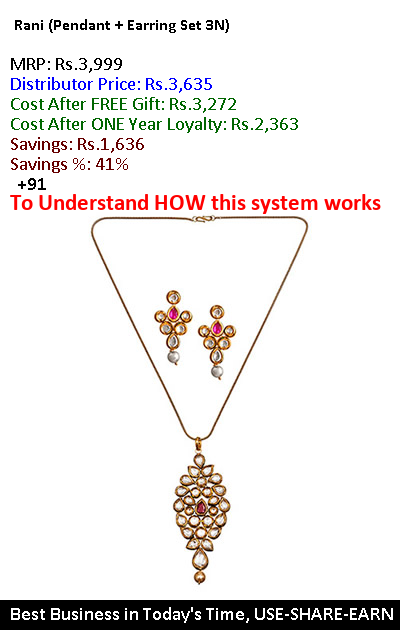 Rani (Pendant + Earring Set 3N)
MRP: Rs.3,999
Distributor Price: Rs.3,635
Cost After FREE Gift: Rs.3,272
Cost After ONE Year Loyalty: Rs.2,363
Savings: Rs.1,636
Savings %: 41%
+91
To Understand HOW this system works
Best Business in Today's Time, USE-SHARE-EARN